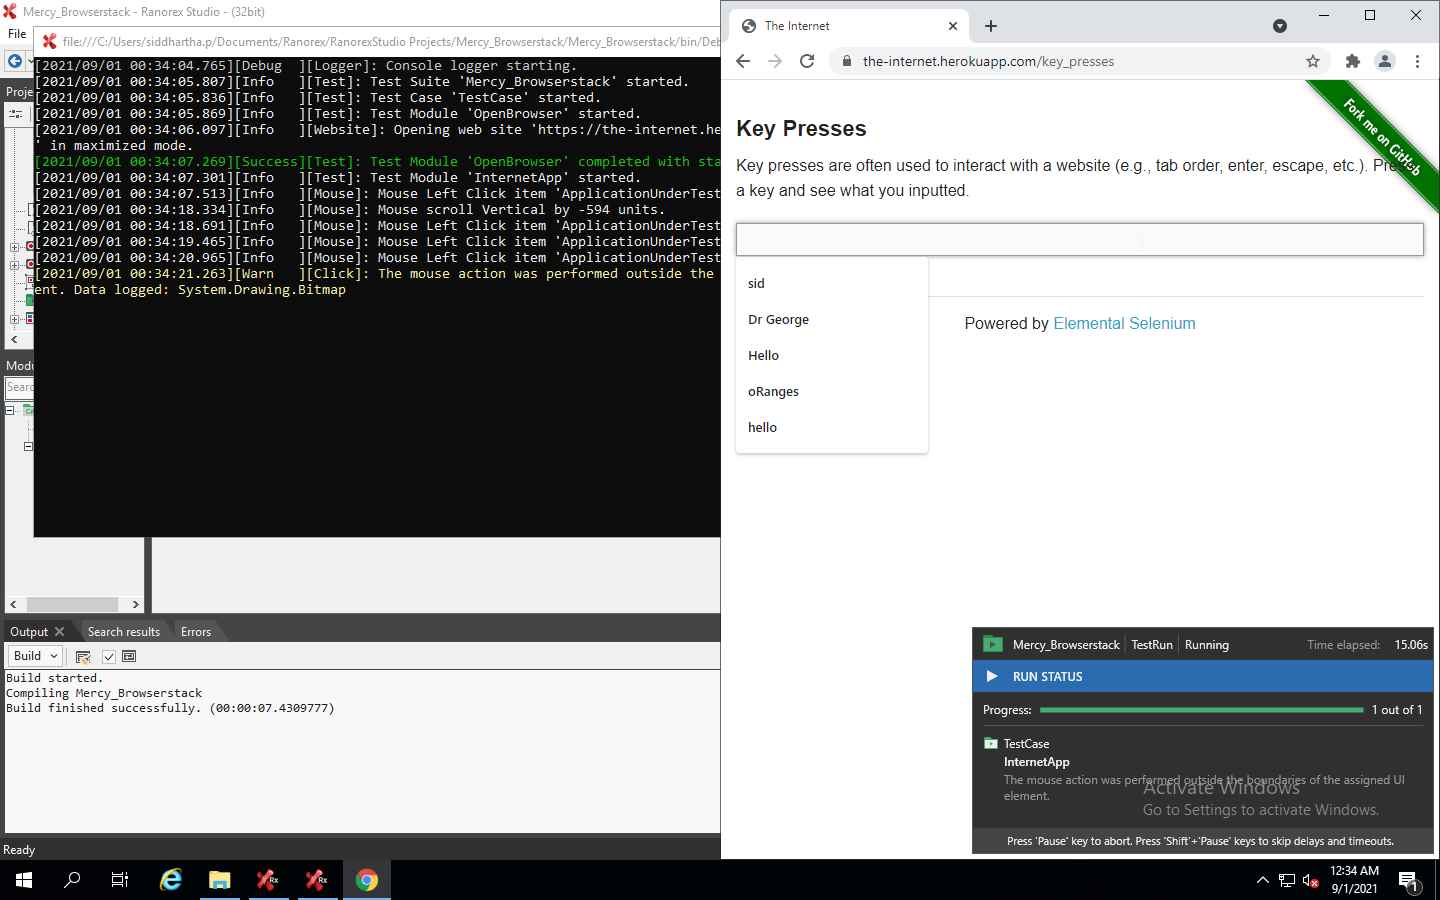 Mercy_Browserstack - Ranorex Studio - (32bit)
File
file:///C:/Users/siddhartha.p/Documents/Ranorex/RanorexStudio Projects/Mercy_Browserstack/Mercy_Browserstack/bin/Deb
Proje
[2021/09/01 00:34:04.765][Debug  ][Logger]: Console logger starting.
[2021/09/01 00:34:05.807][Info   ][Test]: Test Suite 'Mercy_Browserstack' started.
[2021/09/01 00:34:05.836][Info   ][Test]: Test Case 'TestCase' started.
[2021/09/01 00:34:05.869][Info   ][Test]: Test Module 'OpenBrowser' started.
[2021/09/01 00:34:06.097][Info   ][Website]: Opening web site 'https://the-internet.he
' in maximized mode.
[2021/09/01 00:34:07.269][Success][Test]: Test Module 'OpenBrowser' completed with sta
[2021/09/01 00:34:07.301][Info   ][Test]: Test Module 'InternetApp' started.
[2021/09/01 00:34:07.513][Info   ][Mouse]: Mouse Left Click item 'ApplicationUnderTest
[2021/09/01 00:34:18.334][Info   ][Mouse]: Mouse scroll Vertical by -594 units.
[2021/09/01 00:34:18.691][Info   ][Mouse]: Mouse Left Click item 'ApplicationUnderTest
[2021/09/01 00:34:19.465][Info   ][Mouse]: Mouse Left Click item 'ApplicationUnderTest
[2021/09/01 00:34:20.965][Info   ][Mouse]: Mouse Left Click item 'ApplicationUnderTest
[2021/09/01 00:34:21.263][Warn   ][Click]: The mouse action was performed outside the
ent. Data logged: System.Drawing.Bitmap
Modu
Searc
Output
Search results
Errors
Build
Build started.
Compiling Mercy_Browserstack
Build finished successfully. (00:00:07.4309777)
Ready
The Internet
the-internet.herokuapp.com/key_presses
Fork me on GitHub
Key Presses
Key presses are often used to interact with a website (e.g., tab order, enter, escape, etc.). Press
a key and see what you inputted.
sid
Dr George
Hello
oRanges
hello
Powered by Elemental Selenium
Mercy_Browserstack
TestRun
Running
Time elapsed: 15.06s
RUN STATUS
Progress:
1 out of 1
TestCase
InternetApp
The mouse action was performed outside the boundaries of the assigned UI
element.
Activate Windows
Go to Settings to activate Windows.
Press 'Pause' key to abort. Press 'Shift'+'Pause' keys to skip delays and timeouts.
Rx
Rx
12:34 AM
9/1/2021
1